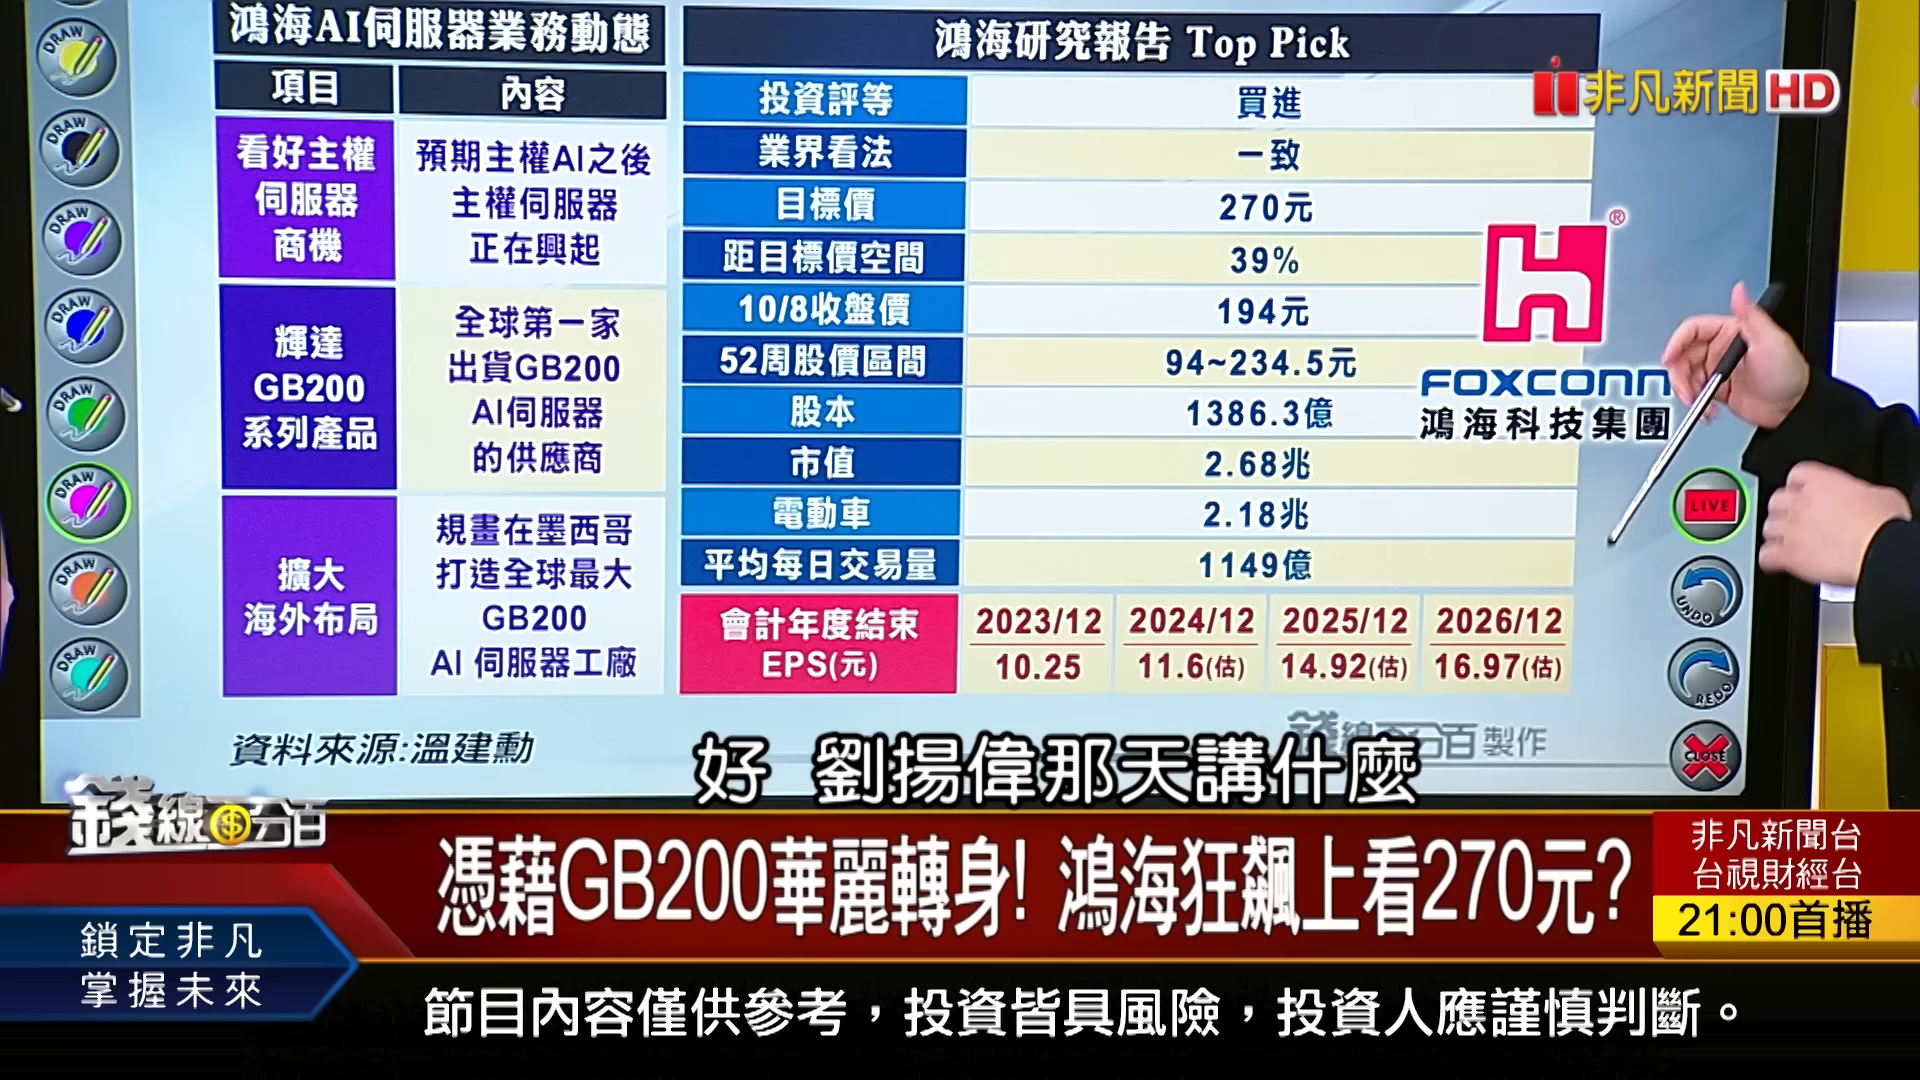 鴻海AI伺服器業務動態
項目 內容
看好主權
伺服器
商機
預期主權AI之後
主權伺服器
正在興起
輝達
GB200
系列產品
全球第一家
出貨GB200
AI伺服器
的供應商
擴大
海外布局
規畫在墨西哥
打造全球最大
GB200
AI 伺服器工廠
鴻海研究報告 Top Pick
投資評等 買進
業界看法 一致
目標價 270元
距目標價空間 39%
10/8收盤價 194元
52周股價區間 94~234.5元
股本 1386.3億
市值 2.68兆
電動車 2.18兆
平均每日交易量 1149億
會計年度結束
EPS(元)
2023/12 2024/12 2025/12 2026/12
10.25 11.6(估) 14.92(估) 16.97(估)
非凡新聞HD
®
FOXCONN
鴻海科技集團
DRAW
DRAW
DRAW
DRAW
DRAW
DRAW
DRAW
DRAW
LIVE
UNDO
REDO
CLOSE
資料來源:溫建勳
錢線百分百製作
好 劉揚偉那天講什麼
錢線百分百
憑藉GB200華麗轉身! 鴻海狂飆上看270元?
非凡新聞台
台視財經台
21:00首播
鎖定非凡
掌握未來
節目內容僅供參考，投資皆具風險，投資人應謹慎判斷。